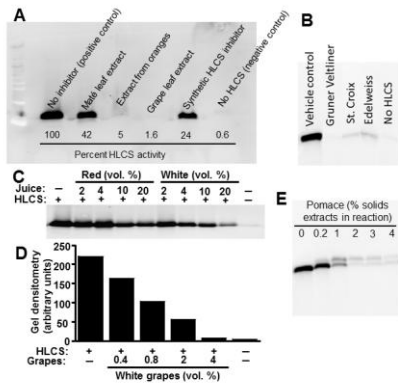 A
No inhibitor (positive control)
Maté leaf extract
Extract from oranges
Grape leaf extract
Synthetic HLCS inhibitor
No HLCS (negative control)
100 42 5 1.6 24 0.6
Percent HLCS activity
B
Vehicle control
Gruner Veltliner
St. Croix
Edelweiss
No HLCS
C
Red (vol. %) White (vol. %)
Juice: – 2 4 10 20 2 4 10 20 –
HLCS: + + + + + + + + + –
D
Gel densitometry
(arbitrary units)
250
200
150
100
50
0
HLCS: + + + + + –
Grapes: – 0.4 0.8 2 4 –
White grapes (vol. %)
E
Pomace (% solids
extracts in reaction)
0 0.2 1 2 3 4